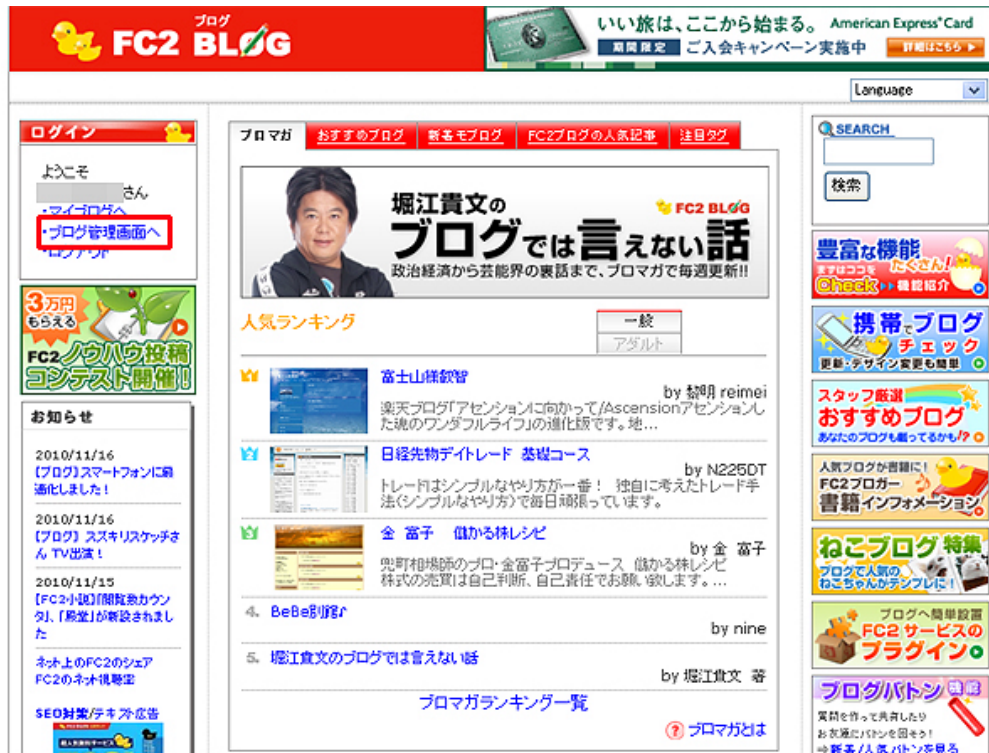 ブログ
FC2 BLOG
いい旅は、ここから始まる。 American Express® Card
期間限定 ご入会キャンペーン実施中 詳細はこちら
Language
ログイン
ようこそ
さん
・マイブログへ
・ブログ管理画面へ
・ログアウト
3万円
もらえる
FC2ノウハウ投稿
コンテスト開催!
お知らせ
2010/11/16
[ブログ]スマートフォンに最
適化しました!
2010/11/16
[ブログ] スズキリスケッチさ
ん TV出演!
2010/11/15
[FC2小説]「閲覧数カウン
タ」、「殿堂」が新設されまし
た
ネット上のFC2のシェア
FC2のネット視聴率
SEO対策/テキスト広告
ブロマガ
おすすめブログ
新着モブログ
FC2ブログの人気記事
注目タグ
堀江貴文の
FC2 BLOG
ブログでは言えない話
政治経済から芸能界の裏話まで、ブロマガで毎週更新!!
人気ランキング
一般
アダルト
1
富士山様叡智
by 黎明 reimei
楽天ブログ「アセンションに向かって/Ascensionアセンションし
た魂のワンダフルライフ」の進化版です。地...
2
日経先物デイトレード 基礎コース
by N225DT
トレードはシンプルなやり方が一番! 独自に考えたトレード手
法(シンプルなやり方)で毎日頑張っています。
3
金 富子 儲かる株レシピ
by 金 富子
兜町相場師のプロ・金富子プロデュース 儲かる株レシピ
株式の売買は自己判断、自己責任でお願い致します。...
4. BeBe別館♪
by nine
5. 堀江貴文のブログでは言えない話
by 堀江貴文 著
ブロマガランキング一覧
? ブロマガとは
SEARCH
検索
豊富な機能
たくさん!
まずはココを
Check 機能紹介
携帯でブログ
チェック
更新・デザイン変更も簡単
スタッフ厳選
おすすめブログ
あなたのブログも載ってるかも!?
人気ブログが書籍に!
FC2ブロガー
書籍インフォメーション
ねこブログ 特集
ブログで人気の
ねこちゃんがテンプレに!
ブログへ簡単設置
FC2 サービスの
プラグイン
ブログバトン 機能
質問を作って共有したり
お友達にバトンを回そう!
⇒新着/人気バトンを見る